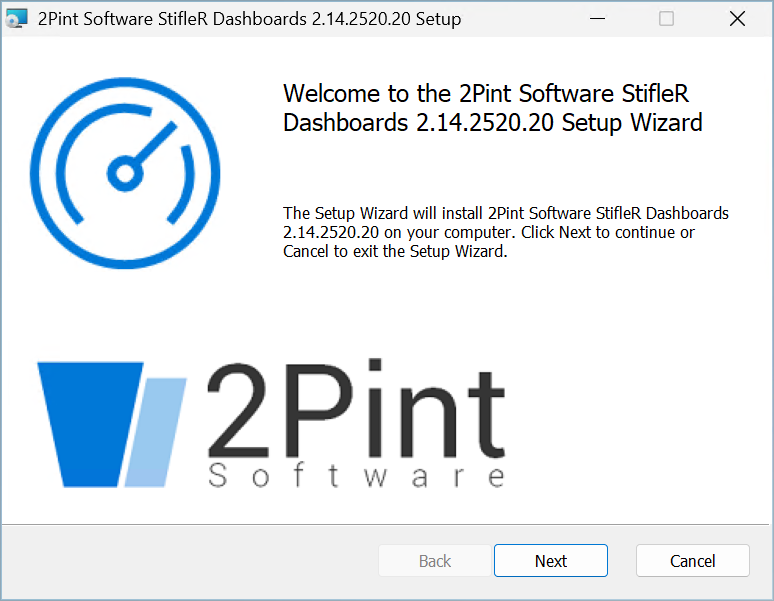 2Pint Software StifleR Dashboards 2.14.2520.20 Setup
Welcome to the 2Pint Software StifleR
Dashboards 2.14.2520.20 Setup Wizard
The Setup Wizard will install 2Pint Software StifleR Dashboards
2.14.2520.20 on your computer. Click Next to continue or
Cancel to exit the Setup Wizard.
2Pint
Software
Back Next Cancel